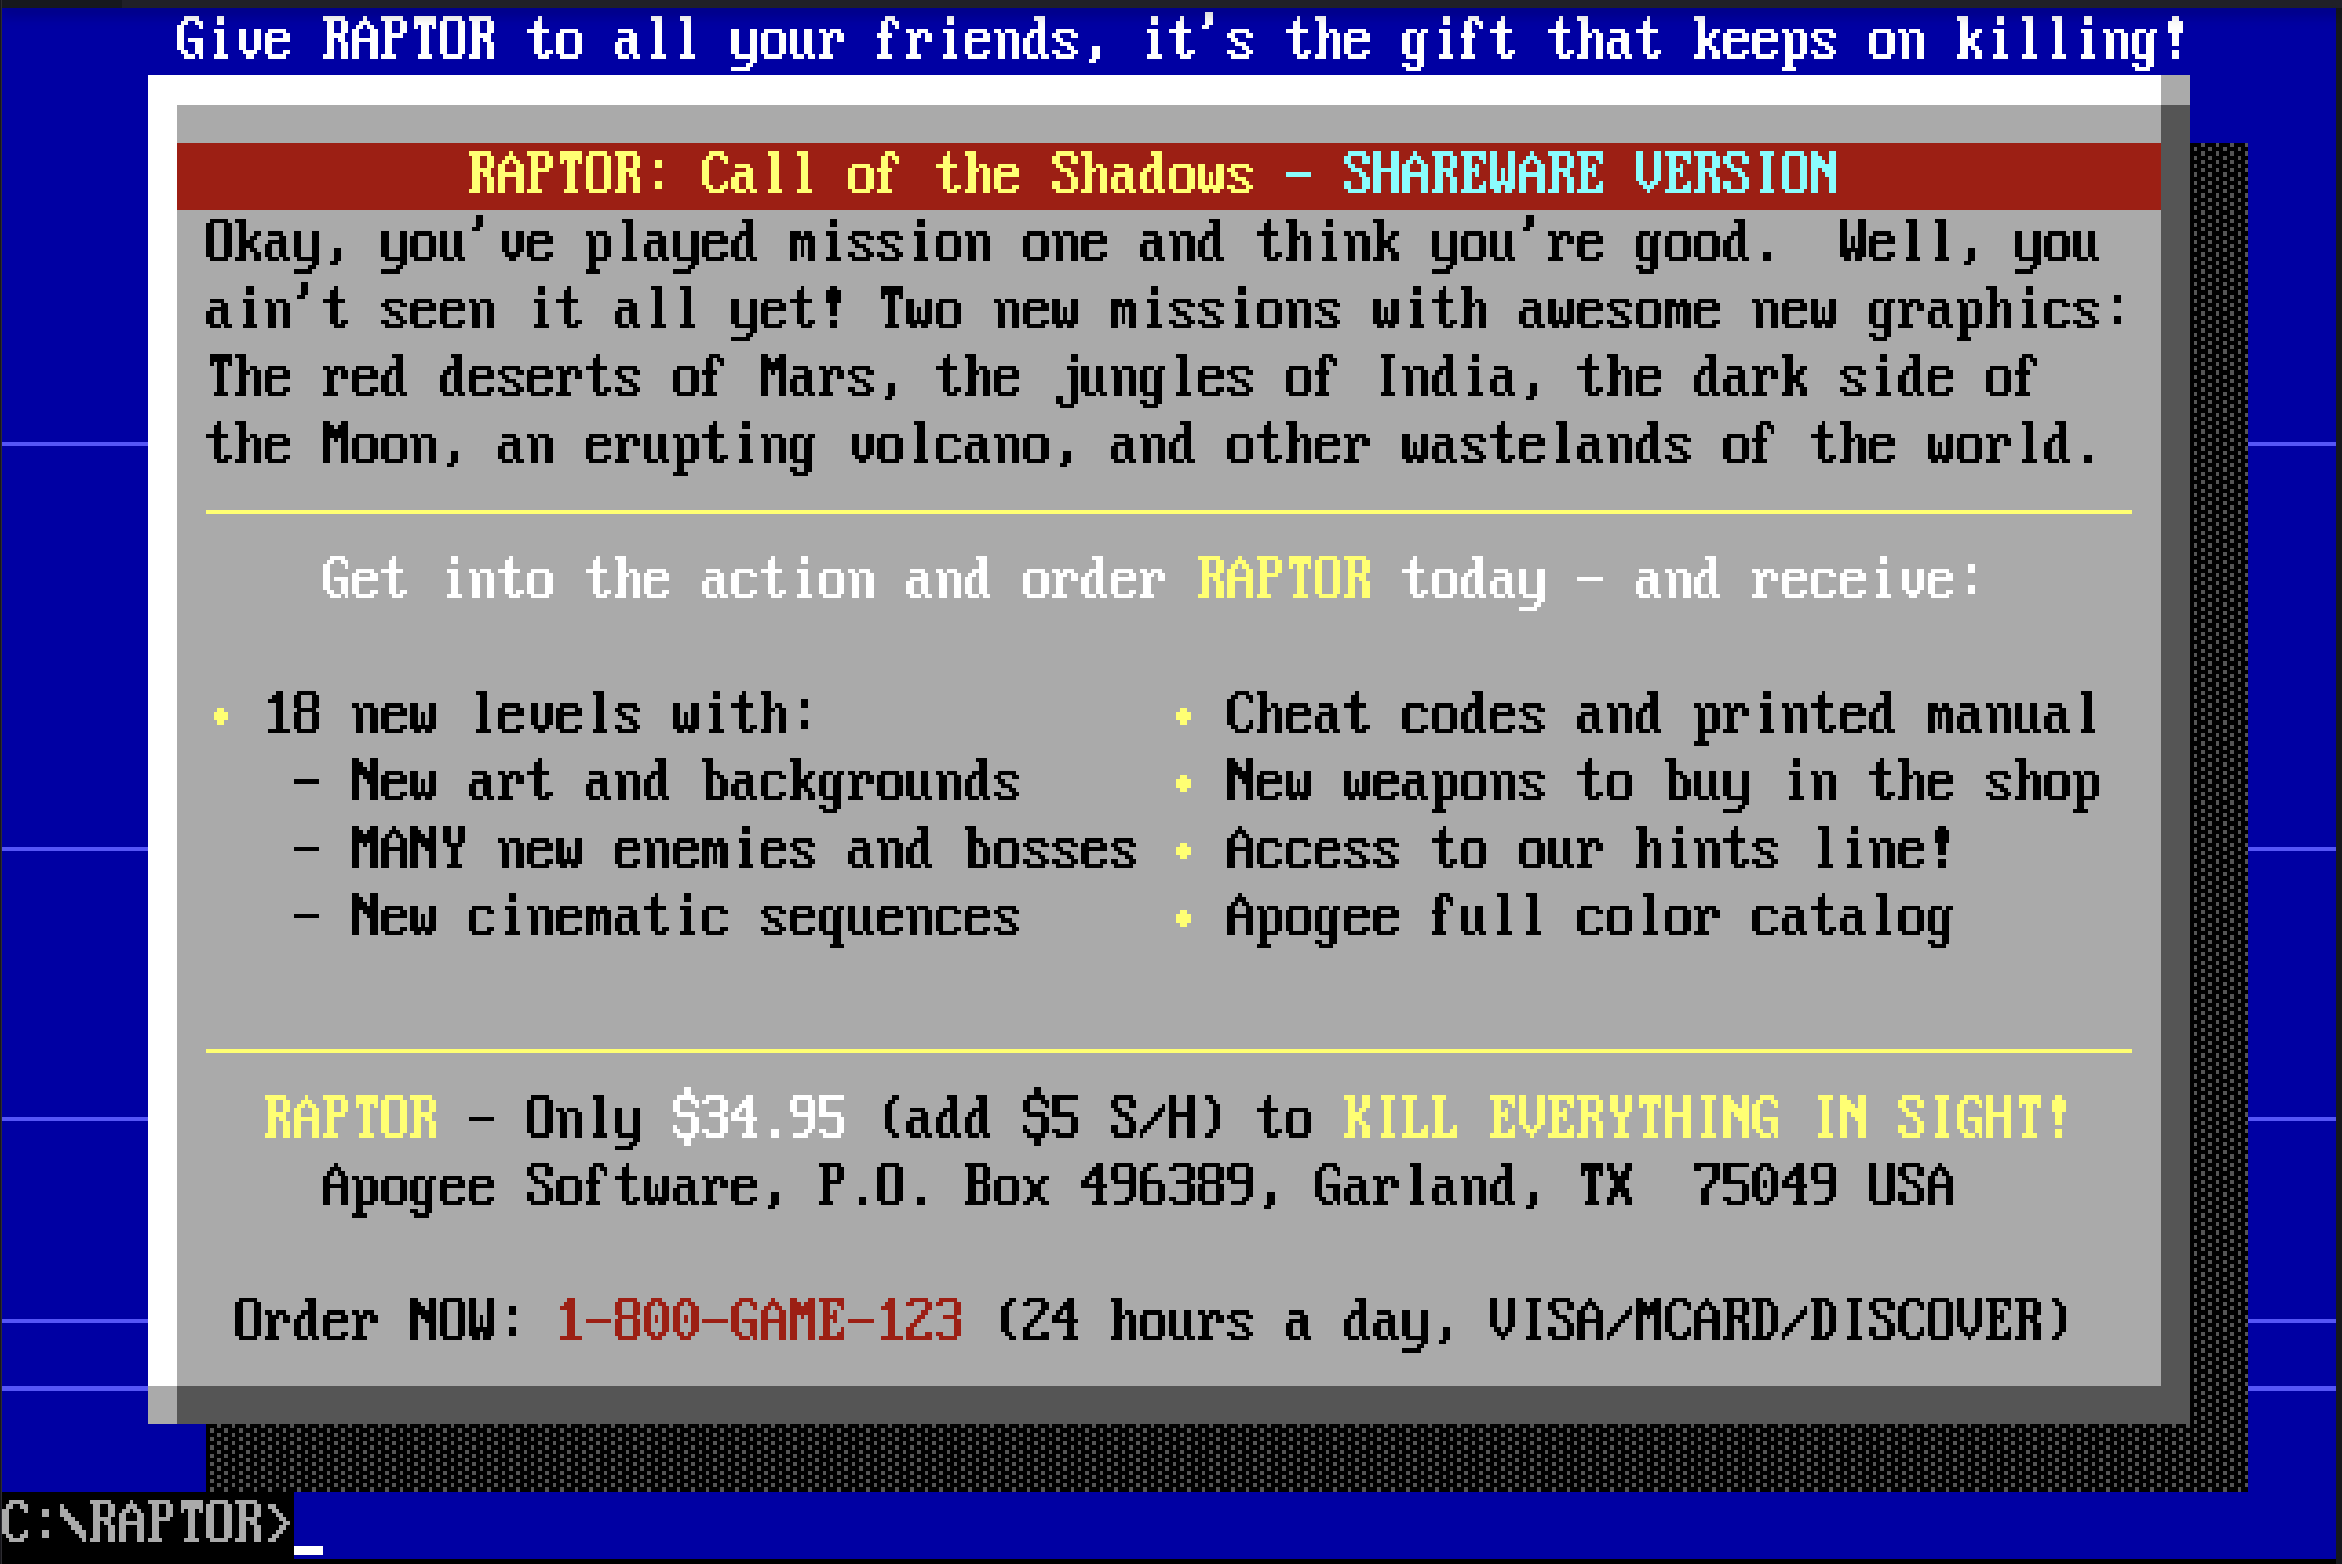 Give RAPTOR to all your friends, it's the gift that keeps on killing!
RAPTOR: Call of the Shadows - SHAREWARE VERSION
Okay, you've played mission one and think you're good.  Well, you
ain't seen it all yet! Two new missions with awesome new graphics:
The red deserts of Mars, the jungles of India, the dark side of
the Moon, an erupting volcano, and other wastelands of the world.
Get into the action and order RAPTOR today - and receive:
• 18 new levels with:
- New art and backgrounds
- MANY new enemies and bosses
- New cinematic sequences
• Cheat codes and printed manual
• New weapons to buy in the shop
• Access to our hints line!
• Apogee full color catalog
RAPTOR - Only $34.95 (add $5 S/H) to KILL EVERYTHING IN SIGHT!
Apogee Software, P.O. Box 496389, Garland, TX  75049 USA
Order NOW: 1-800-GAME-123 (24 hours a day, VISA/MCARD/DISCOVER)
C:\RAPTOR>_